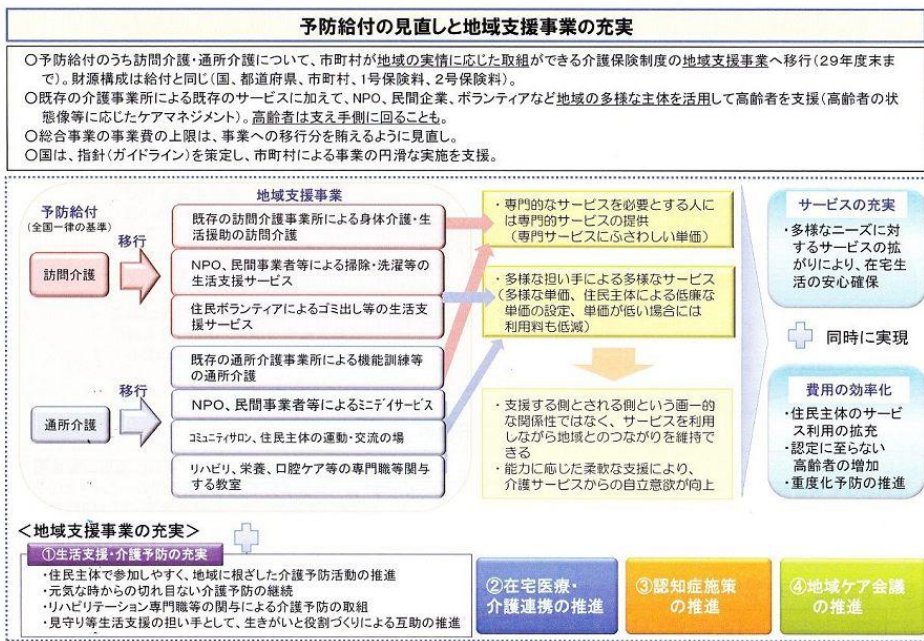 予防給付の見直しと地域支援事業の充実
○予防給付のうち訪問介護・通所介護について、市町村が地域の実情に応じた取組ができる介護保険制度の地域支援事業へ移行(29年度末ま
で)。財源構成は給付と同じ(国、都道府県、市町村、1号保険料、2号保険料)。
○既存の介護事業所による既存のサービスに加えて、NPO、民間企業、ボランティアなど地域の多様な主体を活用して高齢者を支援(高齢者の状
態像等に応じたケアマネジメント)。高齢者は支え手側に回ることも。
○総合事業の事業費の上限は、事業への移行分を賄えるように見直し。
○国は、指針(ガイドライン)を策定し、市町村による事業の円滑な実施を支援。
予防給付
(全国一律の基準)
地域支援事業
移行
訪問介護
既存の訪問介護事業所による身体介護・生
活援助の訪問介護
NPO、民間事業者等による掃除・洗濯等の
生活支援サービス
住民ボランティアによるゴミ出し等の生活支
援サービス
移行
通所介護
既存の通所介護事業所による機能訓練等
の通所介護
NPO、民間事業者等によるミニデイサービス
コミュニティサロン、住民主体の運動・交流の場
リハビリ、栄養、口腔ケア等の専門職等関与
する教室
・専門的なサービスを必要とする人に
は専門的サービスの提供
(専門サービスにふさわしい単価)
・多様な担い手による多様なサービス
(多様な単価、住民主体による低廉な
単価の設定、単価が低い場合には
利用料も低減)
・支援する側とされる側という画一的
な関係性ではなく、サービスを利用
しながら地域とのつながりを維持で
きる
・能力に応じた柔軟な支援により、
介護サービスからの自立意欲が向上
サービスの充実
・多様なニーズに対
するサービスの拡
がりにより、在宅生
活の安心確保
同時に実現
費用の効率化
・住民主体のサービ
ス利用の拡充
・認定に至らない
高齢者の増加
・重度化予防の推進
<地域支援事業の充実>
①生活支援・介護予防の充実
・住民主体で参加しやすく、地域に根ざした介護予防活動の推進
・元気な時からの切れ目ない介護予防の継続
・リハビリテーション専門職等の関与による介護予防の取組
・見守り等生活支援の担い手として、生きがいと役割づくりによる互助の推進
②在宅医療・
介護連携の推進
③認知症施策
の推進
④地域ケア会議
の推進